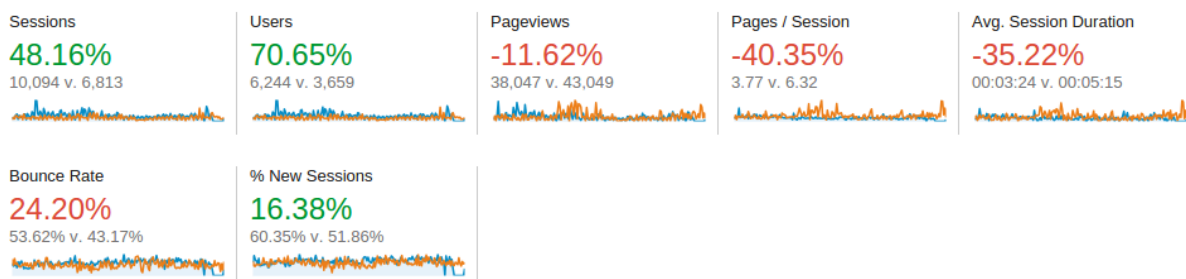 Sessions
48.16%
10,094 v. 6,813
Users
70.65%
6,244 v. 3,659
Pageviews
-11.62%
38,047 v. 43,049
Pages / Session
-40.35%
3.77 v. 6.32
Avg. Session Duration
-35.22%
00:03:24 v. 00:05:15
Bounce Rate
24.20%
53.62% v. 43.17%
% New Sessions
16.38%
60.35% v. 51.86%